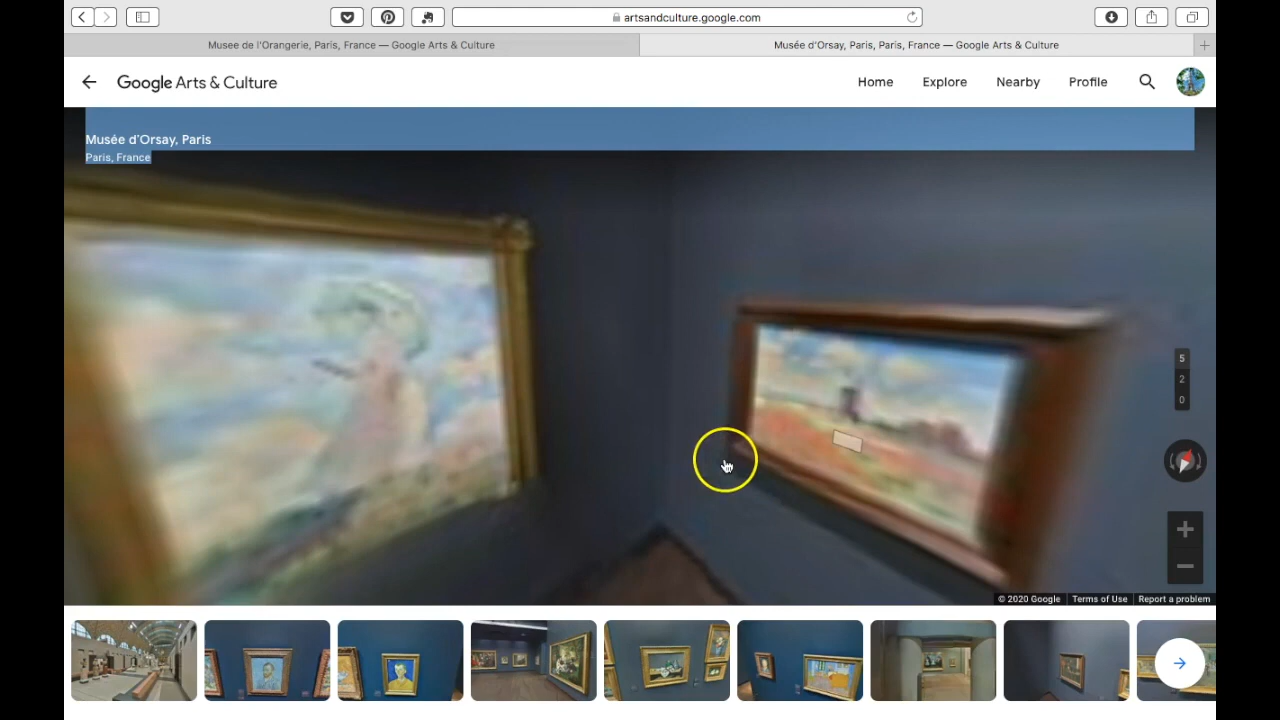 artsandculture.google.com
Musee de l'Orangerie, Paris, France — Google Arts & Culture
Musée d'Orsay, Paris, Paris, France — Google Arts & Culture
Google Arts & Culture
Home
Explore
Nearby
Profile
Musée d'Orsay, Paris
Paris, France
5
2
0
© 2020 Google
Terms of Use
Report a problem